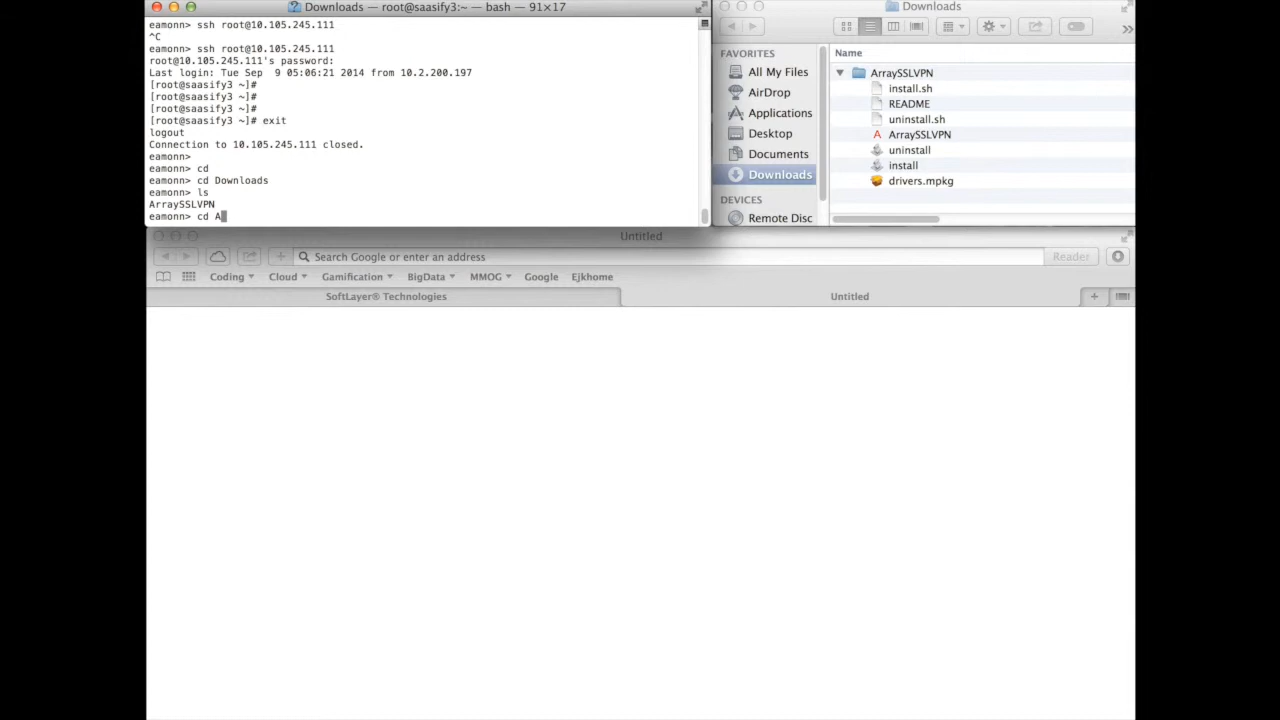 Downloads — root@saasify3:~ — bash — 91×17
eamonn> ssh root@10.105.245.111
^C
eamonn> ssh root@10.105.245.111
root@10.105.245.111's password:
Last login: Tue Sep  9 05:06:21 2014 from 10.2.200.197
[root@saasify3 ~]#
[root@saasify3 ~]#
[root@saasify3 ~]#
[root@saasify3 ~]# exit
logout
Connection to 10.105.245.111 closed.
eamonn>
eamonn> cd
eamonn> cd Downloads
eamonn> ls
ArraySSLVPN
eamonn> cd A
Downloads
FAVORITES
All My Files
AirDrop
Applications
Desktop
Documents
Downloads
DEVICES
Remote Disc
Name
ArraySSLVPN
install.sh
README
uninstall.sh
ArraySSLVPN
uninstall
install
drivers.mpkg
Untitled
Search Google or enter an address
Reader
Coding Cloud Gamification BigData MMOG Google Ejkhome
SoftLayer® Technologies
Untitled